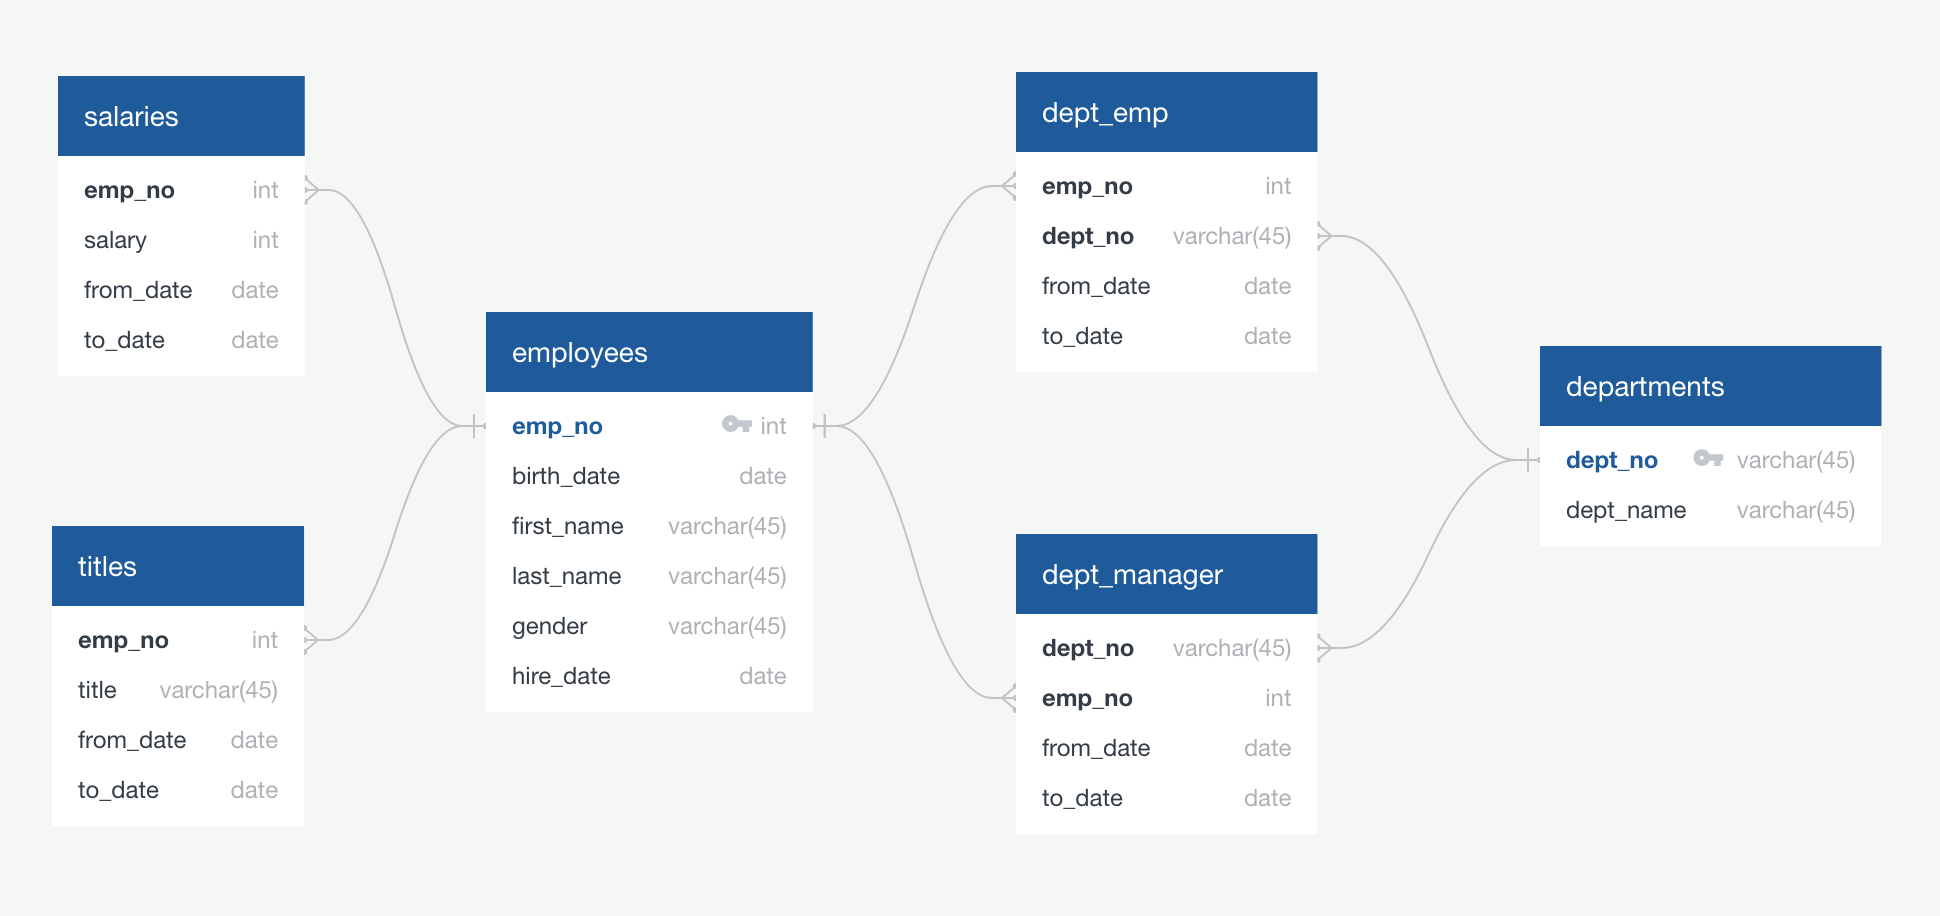 salaries
emp_no int
salary int
from_date date
to_date date
titles
emp_no int
title varchar(45)
from_date date
to_date date
employees
emp_no int
birth_date date
first_name varchar(45)
last_name varchar(45)
gender varchar(45)
hire_date date
dept_emp
emp_no int
dept_no varchar(45)
from_date date
to_date date
dept_manager
dept_no varchar(45)
emp_no int
from_date date
to_date date
departments
dept_no varchar(45)
dept_name varchar(45)